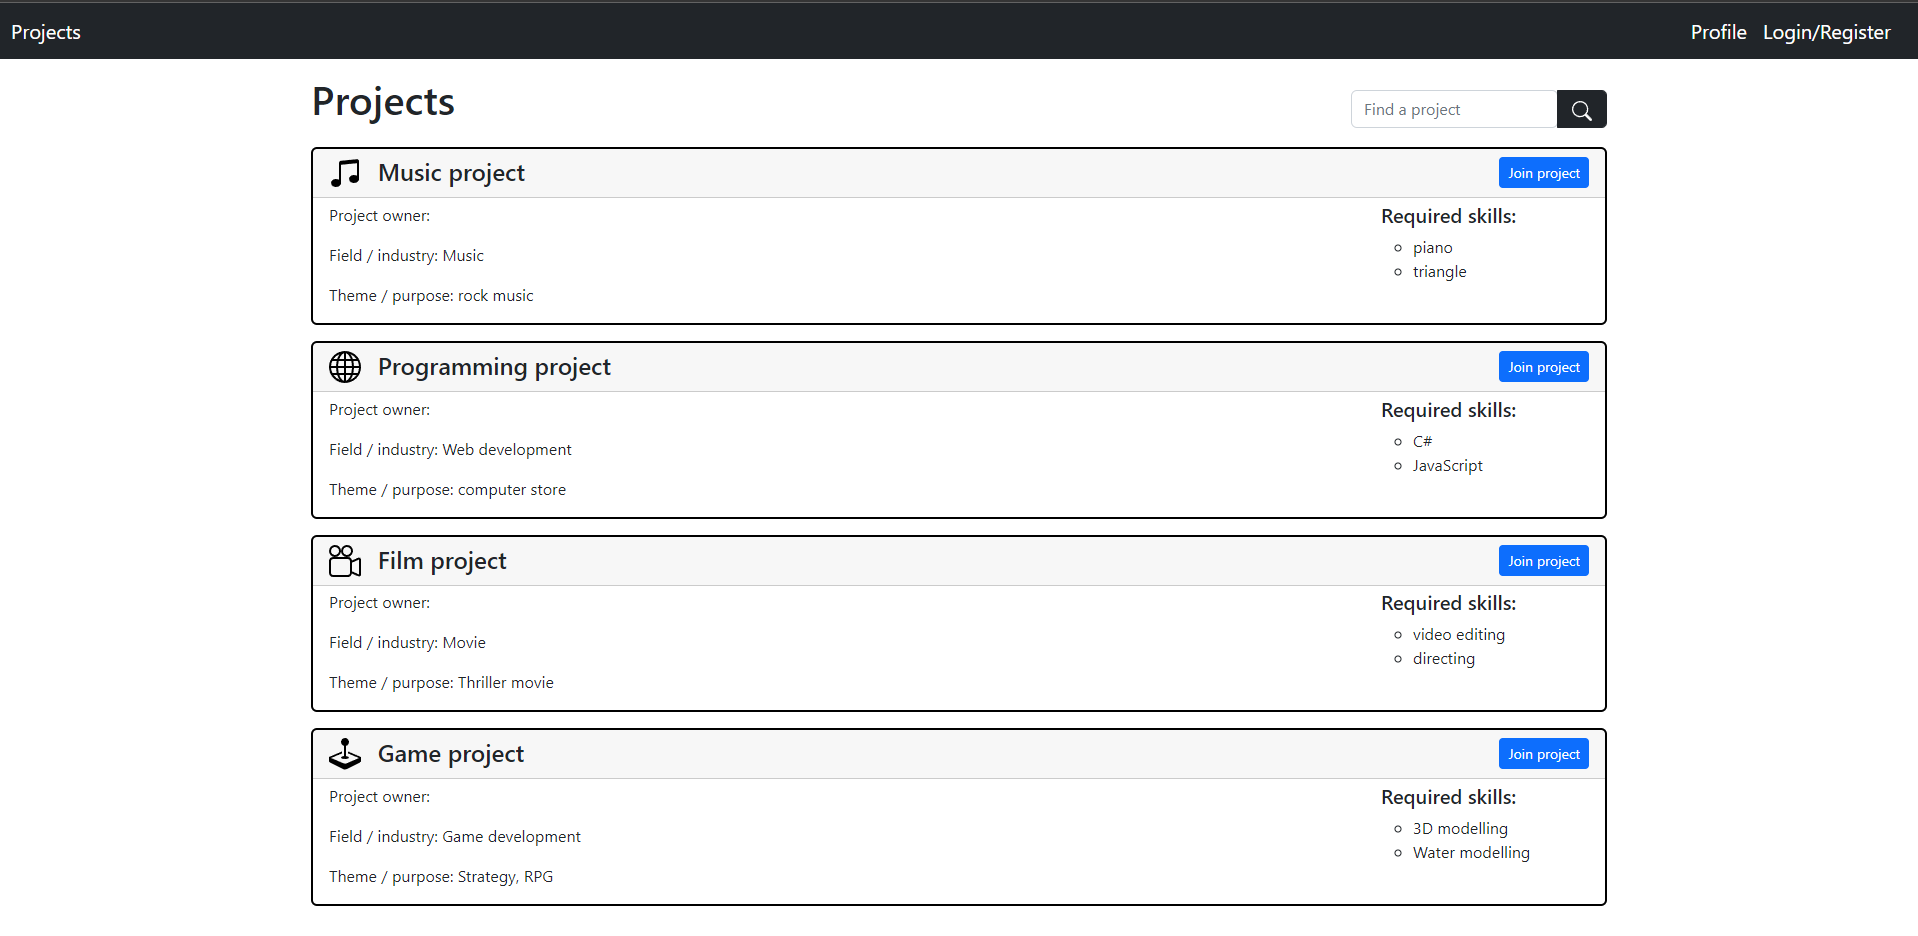 Projects
Profile Login/Register
Projects
Find a project
Music project
Join project
Project owner:
Field / industry: Music
Theme / purpose: rock music
Required skills:
piano
triangle
Programming project
Join project
Project owner:
Field / industry: Web development
Theme / purpose: computer store
Required skills:
C#
JavaScript
Film project
Join project
Project owner:
Field / industry: Movie
Theme / purpose: Thriller movie
Required skills:
video editing
directing
Game project
Join project
Project owner:
Field / industry: Game development
Theme / purpose: Strategy, RPG
Required skills:
3D modelling
Water modelling